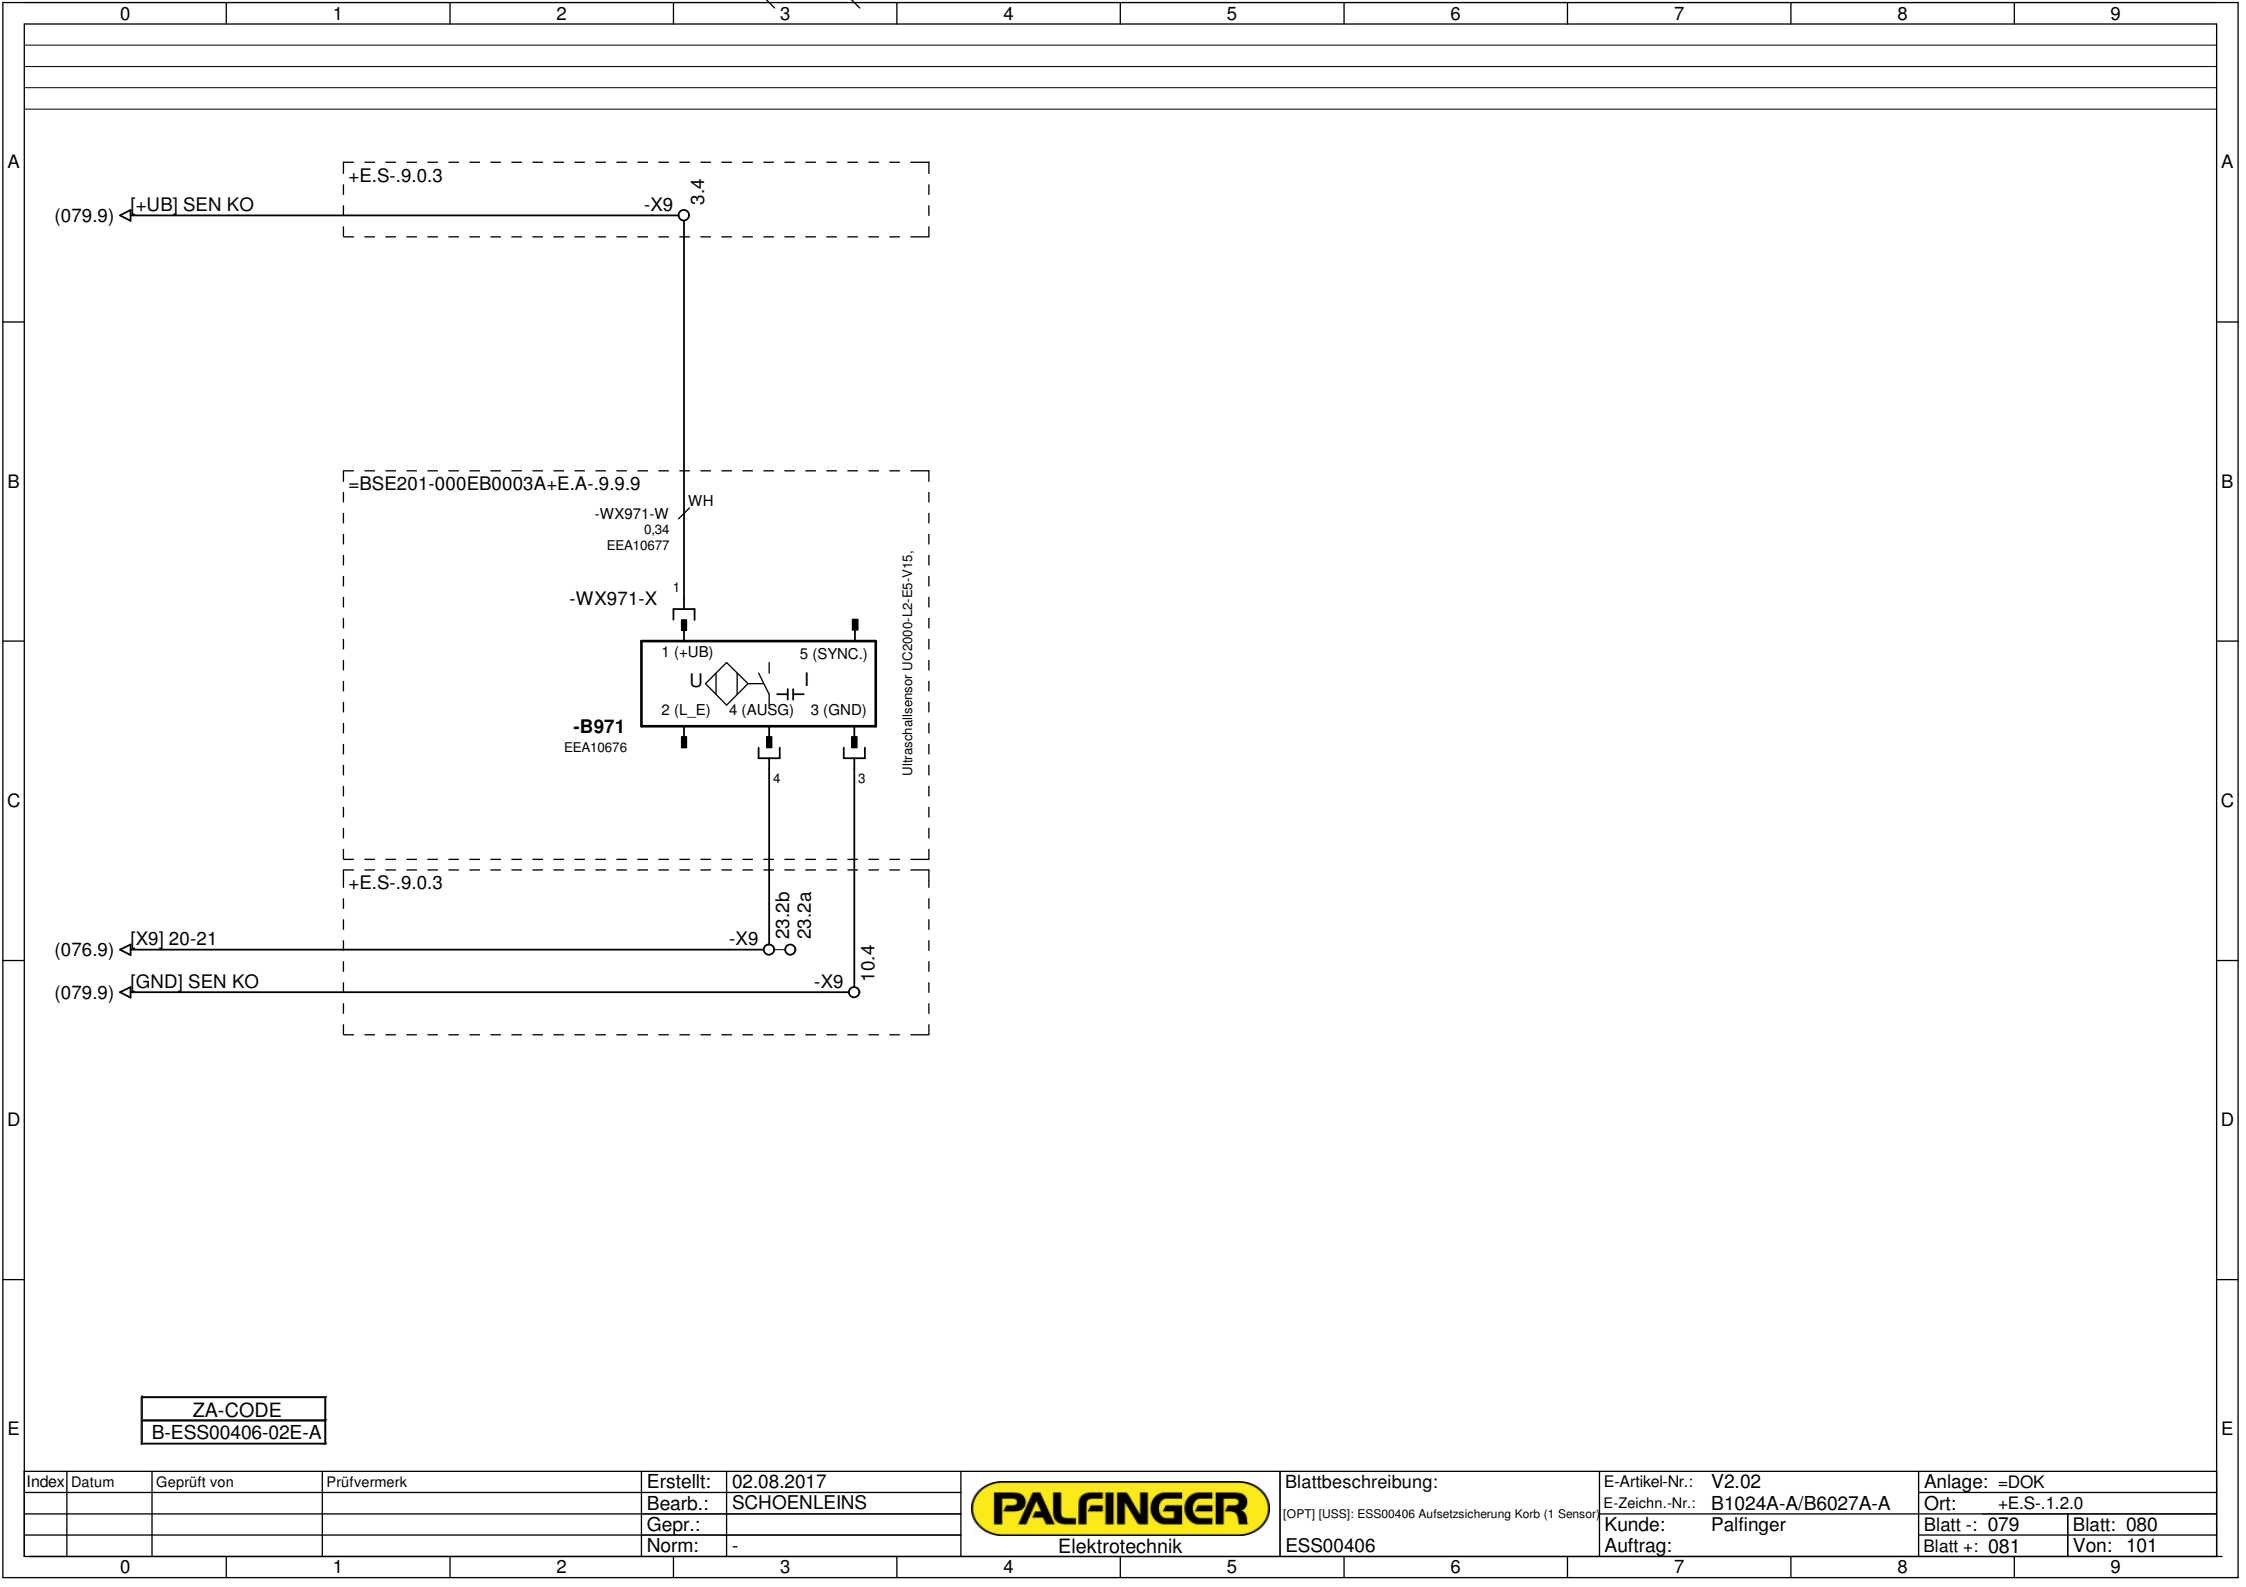 0 1 2 3 4 5 6 7 8 9
A A
+E.S-.9.0.3
3.4
(079.9) [+UB] SEN KO -X9
B B
=BSE201-000EB0003A+E.A-.9.9.9
WH
-WX971-W
0,34
EEA10677
Ultraschallsensor UC2000-L2-E5-V15,
1
-WX971-X
1 (+UB) 5 (SYNC.)
U I
2 (L_E) 4 (AUSG) 3 (GND)
-B971
EEA10676
4 3
C C
+E.S-.9.0.3
23.2b 23.2a
(076.9) [X9] 20-21 -X9
10.4
(079.9) [GND] SEN KO -X9
D D
ZA-CODE
E B-ESS00406-02E-A E
Index Datum Geprüft von Prüfvermerk
Erstellt: 02.08.2017
Bearb.: SCHOENLEINS
Gepr.:
Norm: -
PALFINGER
Elektrotechnik
Blattbeschreibung:
[OPT] [USS]: ESS00406 Aufsetzsicherung Korb (1 Sensor)
ESS00406
E-Artikel-Nr.: V2.02
E-Zeichn.-Nr.: B1024A-A/B6027A-A
Kunde: Palfinger
Auftrag:
Anlage: =DOK
Ort: +E.S-.1.2.0
Blatt -: 079 Blatt: 080
Blatt +: 081 Von: 101
0 1 2 3 4 5 6 7 8 9